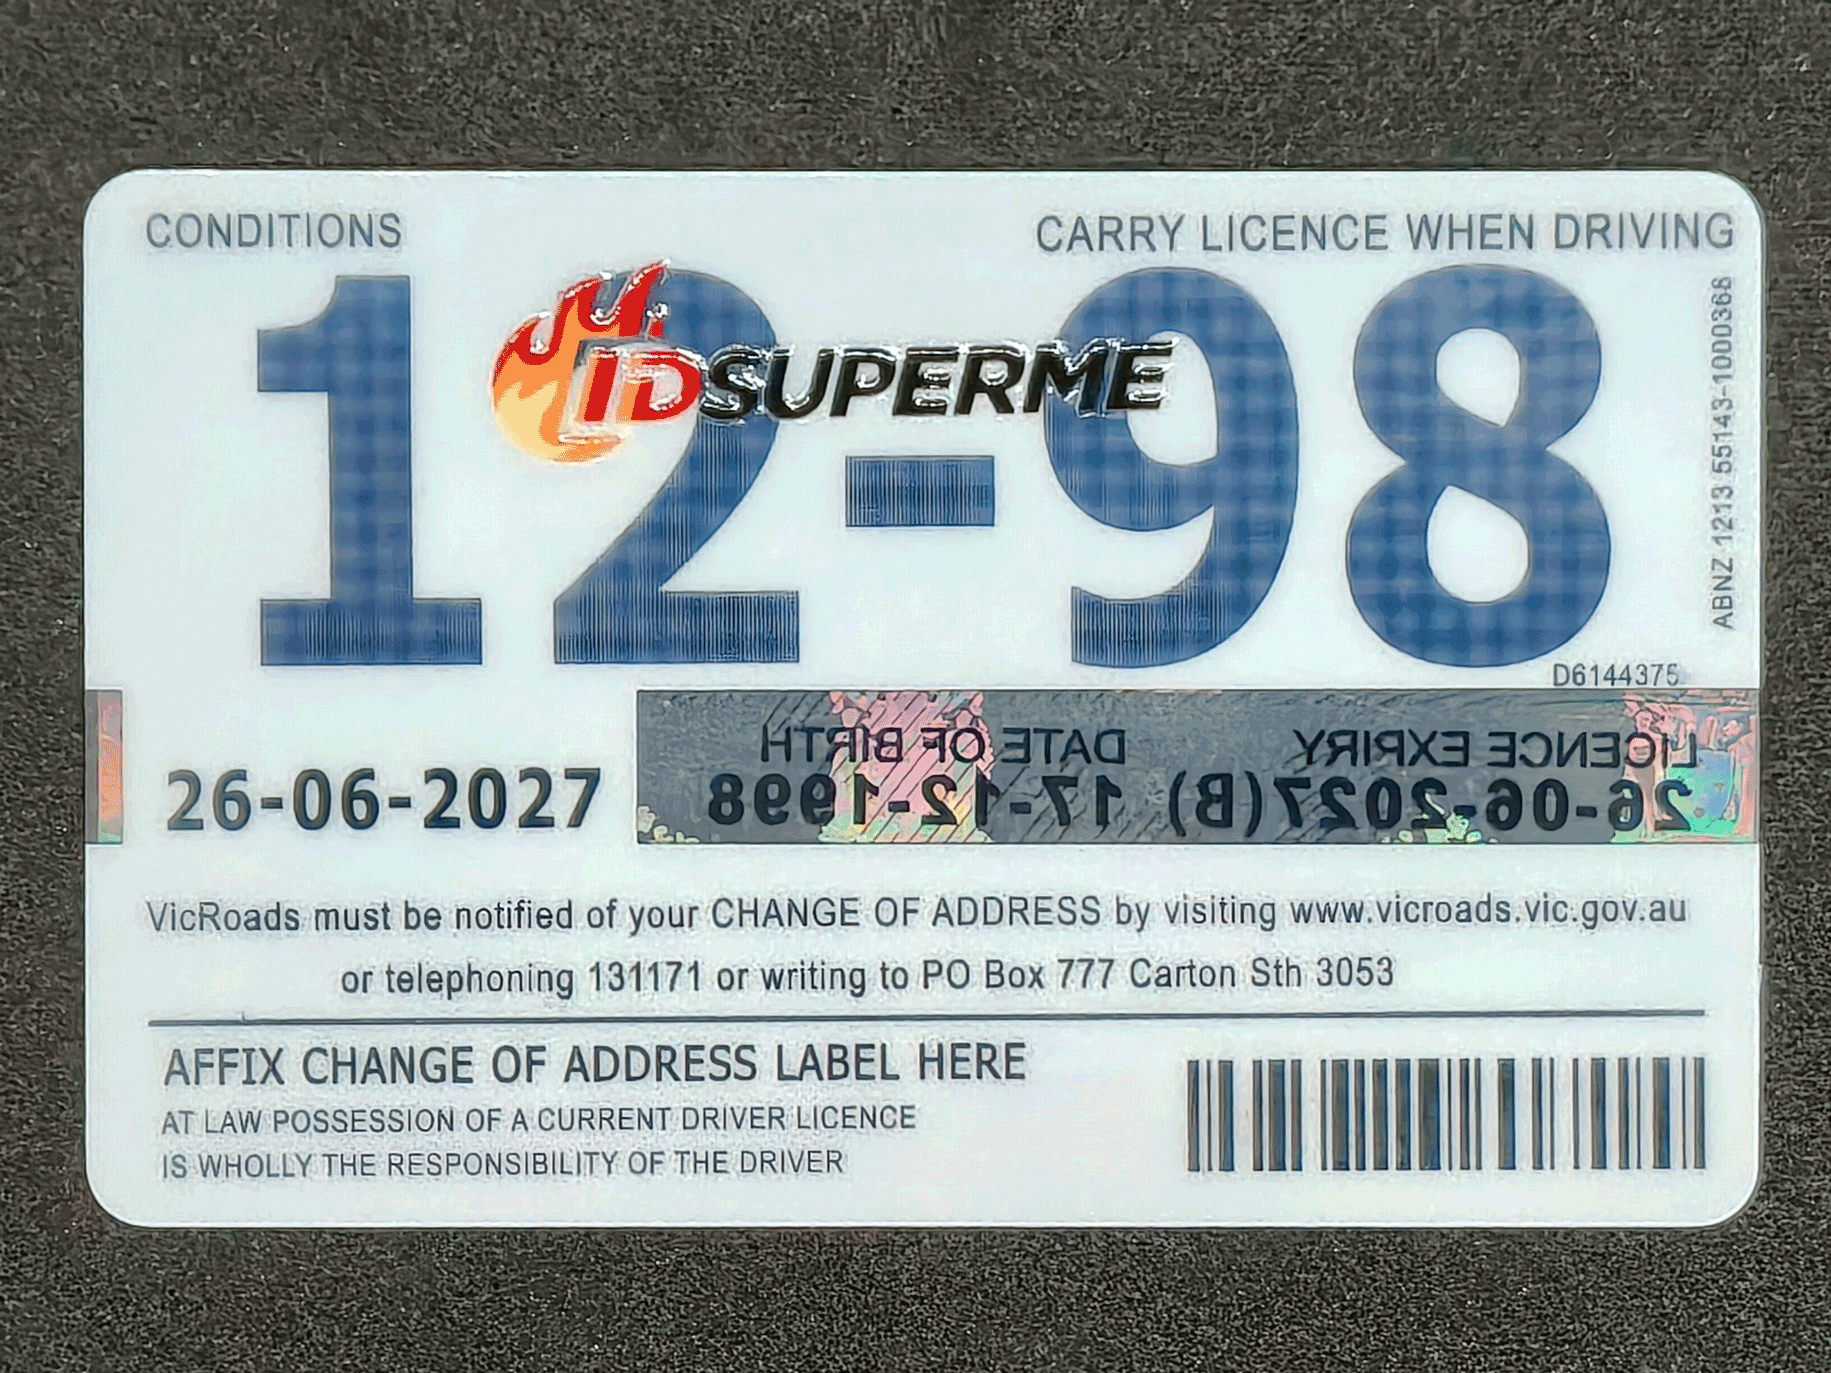 CONDITIONS
CARRY LICENCE WHEN DRIVING
12-98
IDSUPERME
ABNZ 1213 55143-1000368
D6144375
LICENCE EXPIRY DATE OF BIRTH
26-06-2027(B) 17-12-1998
26-06-2027
VicRoads must be notified of your CHANGE OF ADDRESS by visiting www.vicroads.vic.gov.au
or telephoning 131171 or writing to PO Box 777 Carton Sth 3053
AFFIX CHANGE OF ADDRESS LABEL HERE
AT LAW POSSESSION OF A CURRENT DRIVER LICENCE
IS WHOLLY THE RESPONSIBILITY OF THE DRIVER